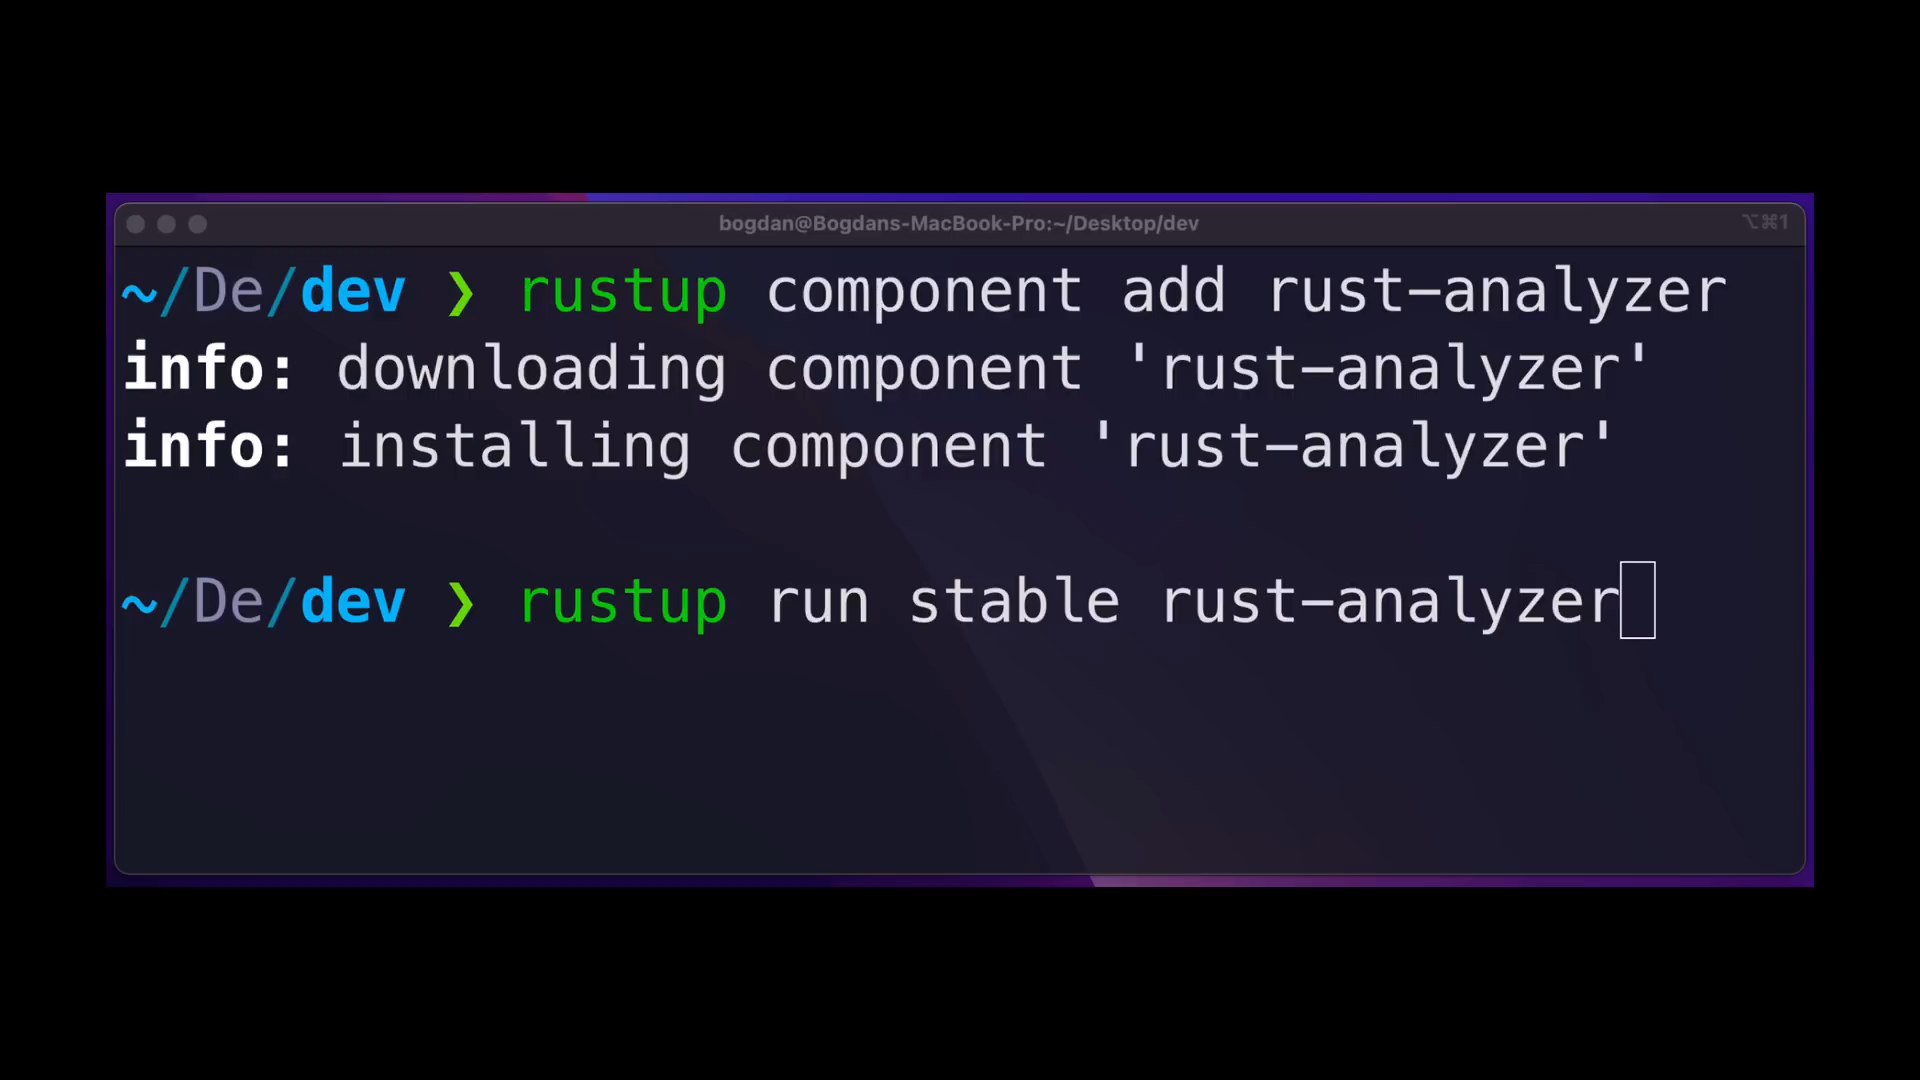 bogdan@Bogdans-MacBook-Pro:~/Desktop/dev ⌥⌘1
~/De/dev ❯ rustup component add rust-analyzer
info: downloading component 'rust-analyzer'
info: installing component 'rust-analyzer'
~/De/dev ❯ rustup run stable rust-analyzer